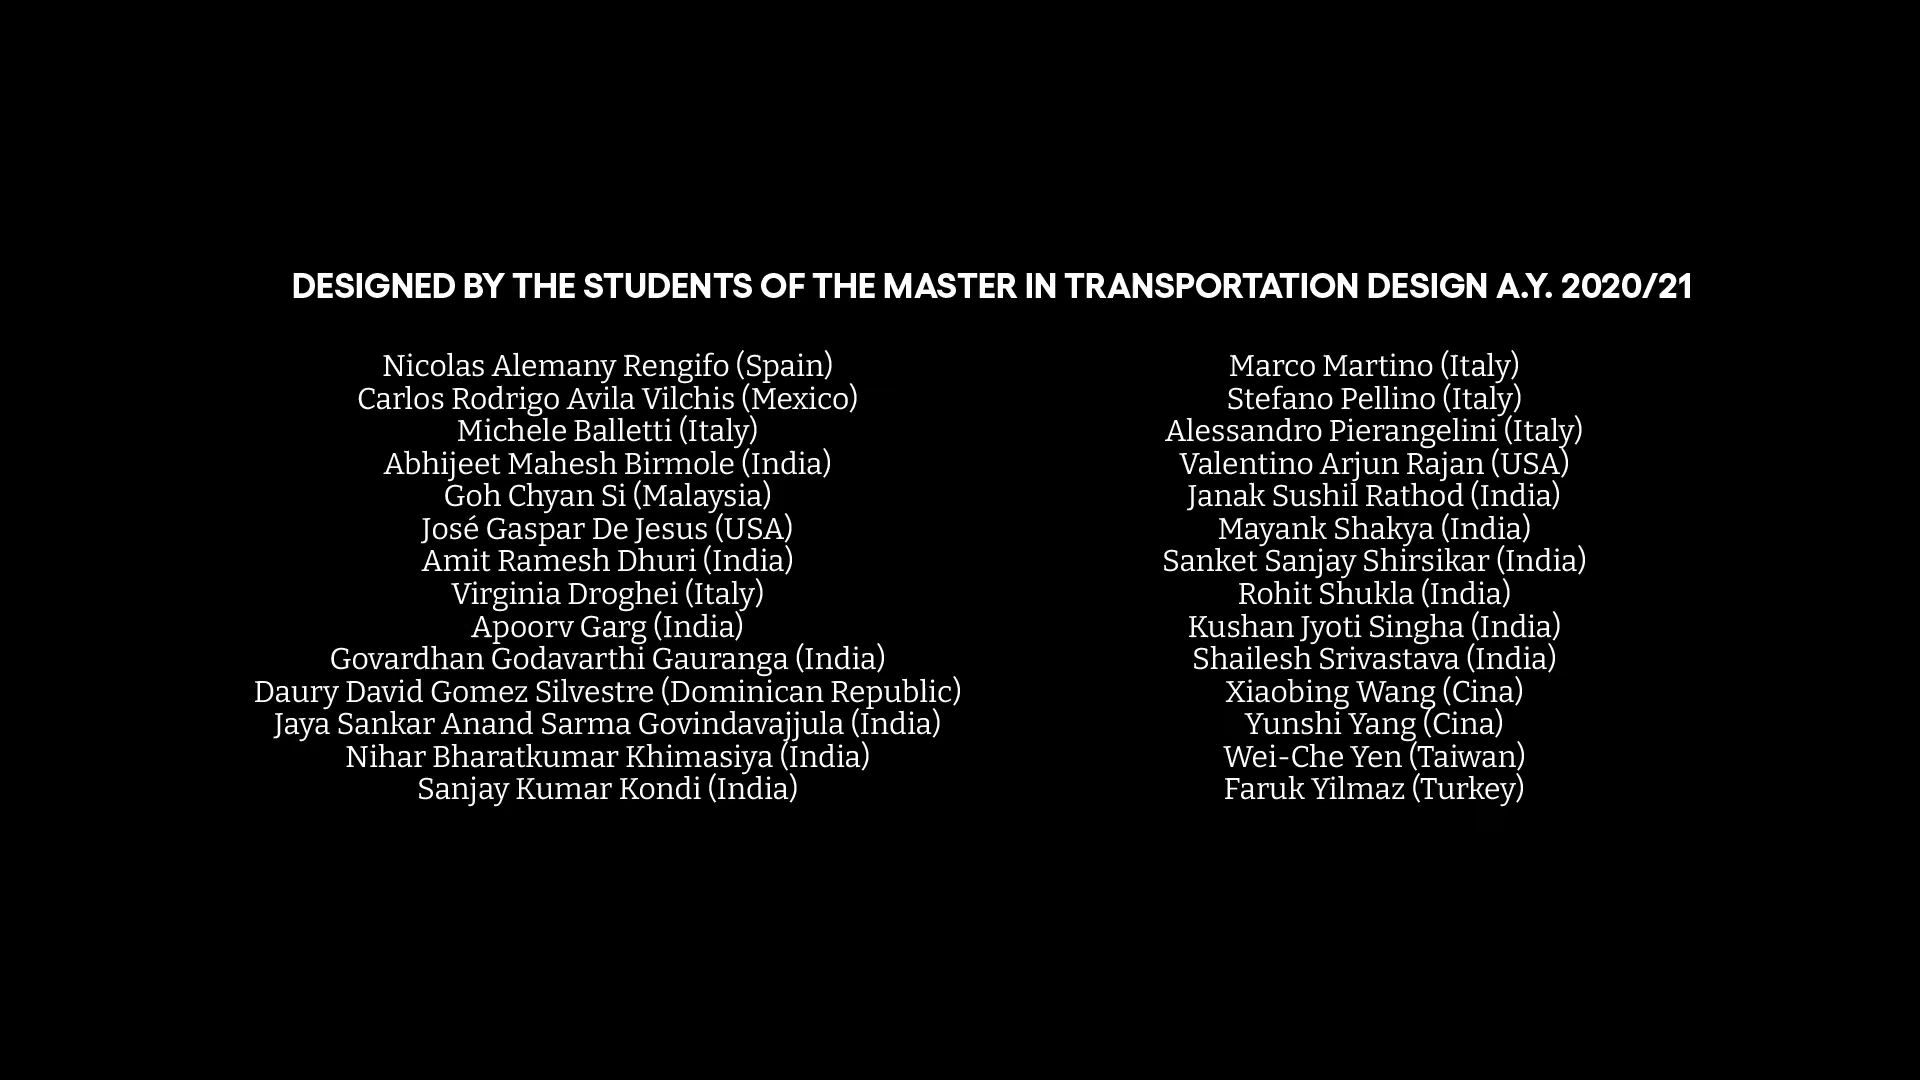 DESIGNED BY THE STUDENTS OF THE MASTER IN TRANSPORTATION DESIGN A.Y. 2020/21
Nicolas Alemany Rengifo (Spain)
Carlos Rodrigo Avila Vilchis (Mexico)
Michele Balletti (Italy)
Abhijeet Mahesh Birmole (India)
Goh Chyan Si (Malaysia)
José Gaspar De Jesus (USA)
Amit Ramesh Dhuri (India)
Virginia Droghei (Italy)
Apoorv Garg (India)
Govardhan Godavarthi Gauranga (India)
Daury David Gomez Silvestre (Dominican Republic)
Jaya Sankar Anand Sarma Govindavajjula (India)
Nihar Bharatkumar Khimasiya (India)
Sanjay Kumar Kondi (India)
Marco Martino (Italy)
Stefano Pellino (Italy)
Alessandro Pierangelini (Italy)
Valentino Arjun Rajan (USA)
Janak Sushil Rathod (India)
Mayank Shakya (India)
Sanket Sanjay Shirsikar (India)
Rohit Shukla (India)
Kushan Jyoti Singha (India)
Shailesh Srivastava (India)
Xiaobing Wang (Cina)
Yunshi Yang (Cina)
Wei-Che Yen (Taiwan)
Faruk Yilmaz (Turkey)